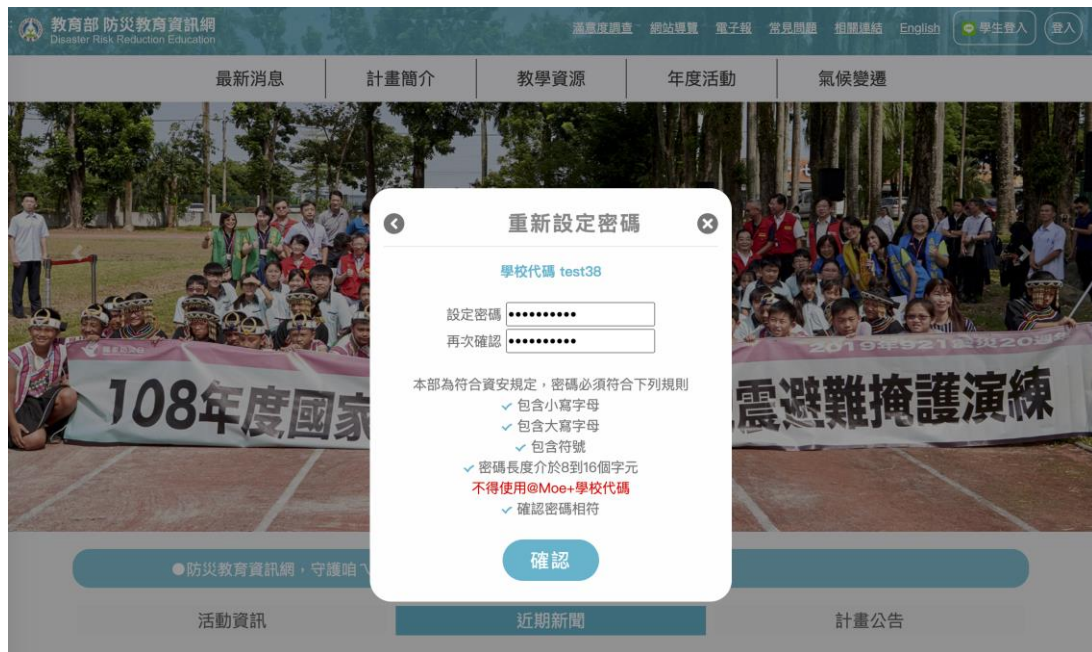 教育部 防災教育資訊網
Disaster Risk Reduction Education
滿意度調查 網站導覽 電子報 常見問題 相關連結 English 學生登入 登入
最新消息 計畫簡介 教學資源 年度活動 氣候變遷
重新設定密碼
學校代碼 test38
設定密碼 ••••••••••
再次確認 ••••••••••
本部為符合資安規定，密碼必須符合下列規則
✓ 包含小寫字母
✓ 包含大寫字母
✓ 包含符號
✓ 密碼長度介於8到16個字元
不得使用@Moe+學校代碼
✓ 確認密碼相符
確認
2019年921震災20週年
108年度國家
震避難掩護演練
●防災教育資訊網，守護咱ㄟ
活動資訊 近期新聞 計畫公告